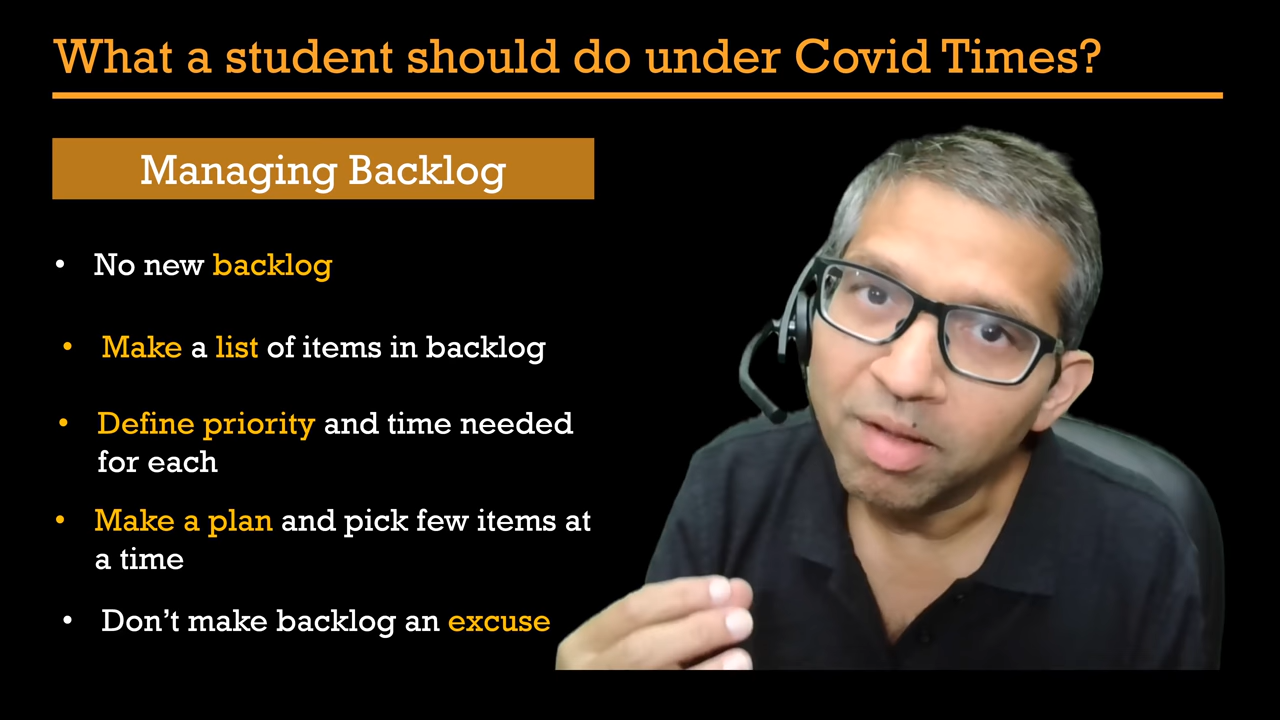 What a student should do under Covid Times?
Managing Backlog
• No new backlog
• Make a list of items in backlog
• Define priority and time needed
for each
• Make a plan and pick few items at
a time
• Don’t make backlog an excuse